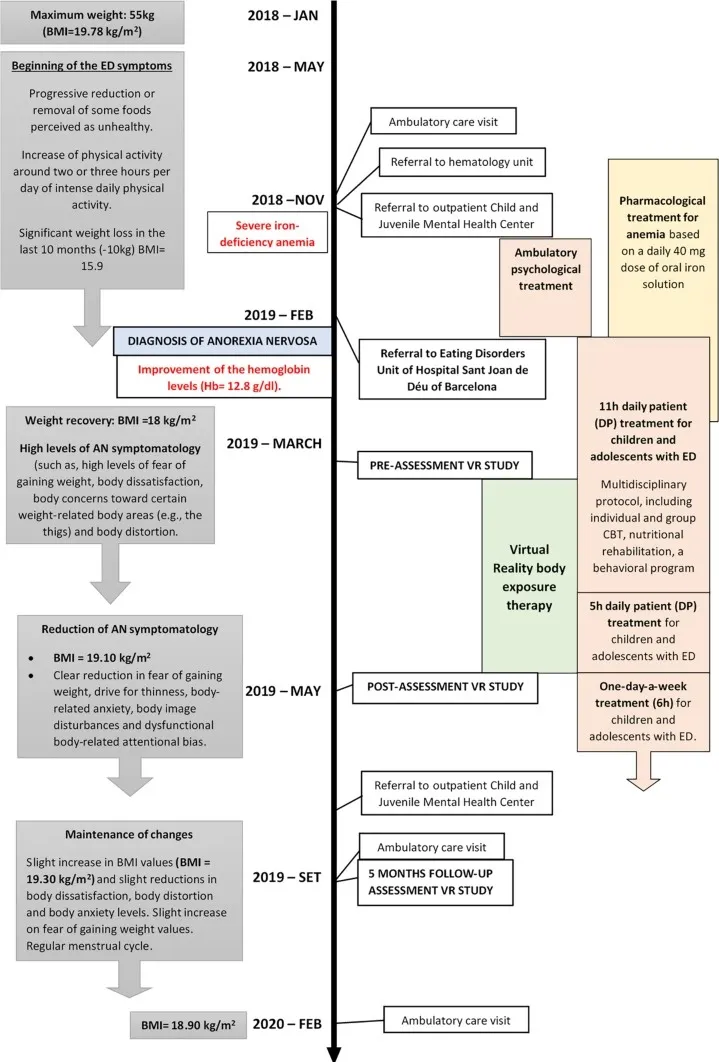 Maximum weight: 55kg
(BMI=19.78 kg/m²)
2018 – JAN
Beginning of the ED symptoms
Progressive reduction or
removal of some foods
perceived as unhealthy.
Increase of physical activity
around two or three hours per
day of intense daily physical
activity.
Significant weight loss in the
last 10 months (-10kg) BMI=
15.9
2018 – MAY
Ambulatory care visit
Referral to hematology unit
Referral to outpatient Child and
Juvenile Mental Health Center
2018 –NOV
Severe iron-
deficiency anemia
Pharmacological
treatment for
anemia based
on a daily 40 mg
dose of oral iron
solution
Ambulatory
psychological
treatment
2019 – FEB
DIAGNOSIS OF ANOREXIA NERVOSA
Improvement of the hemoglobin
levels (Hb= 12.8 g/dl).
Referral to Eating Disorders
Unit of Hospital Sant Joan de
Déu of Barcelona
11h daily patient
(DP) treatment for
children and
adolescents with ED
Multidisciplinary
protocol, including
individual and group
CBT, nutritional
rehabilitation, a
behavioral program
Weight recovery: BMI =18 kg/m²
High levels of AN symptomatology
(such as, high levels of fear of
gaining weight, body dissatisfaction,
body concerns toward certain
weight-related body areas (e.g., the
thigs) and body distortion.
2019 – MARCH
PRE-ASSESSMENT VR STUDY
Virtual
Reality body
exposure
therapy
5h daily patient (DP)
treatment for
children and
adolescents with ED
Reduction of AN symptomatology
• BMI = 19.10 kg/m²
• Clear reduction in fear of gaining
weight, drive for thinness, body-
related anxiety, body image
disturbances and dysfunctional
body-related attentional bias.
2019 – MAY
POST-ASSESSMENT VR STUDY
One-day-a-week
treatment (6h) for
children and
adolescents with ED.
Referral to outpatient Child and
Juvenile Mental Health Center
Maintenance of changes
Slight increase in BMI values (BMI =
19.30 kg/m²) and slight reductions in
body dissatisfaction, body distortion
and body anxiety levels. Slight increase
on fear of gaining weight values.
Regular menstrual cycle.
2019 – SET
Ambulatory care visit
5 MONTHS FOLLOW-UP
ASSESSMENT VR STUDY
BMI= 18.90 kg/m²
2020 – FEB
Ambulatory care visit